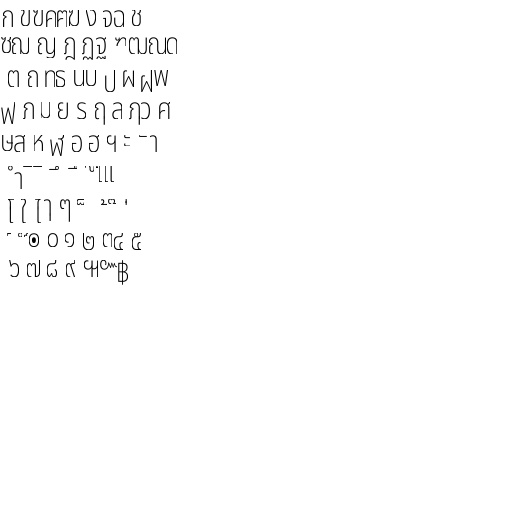 ก ขฃคฅฆ ง จฉ ช
ซฌ ญ ฎ ฏฐ ฑฒณด
ต ถ ทธ นบ ป ผ ฝพ
ฟ ภ ม ย ร ฤ ล ฦว ศ
ษส ห ฬ อ ฮ ฯ ะ ั า
ำ ิ ี ึ ื ุ ู เแ
โ ใ ไๅ ๆ ็ ่ ้ ๊ ๋
์ ํ ๎๏ ๐ ๑ ๒ ๓๔ ๕
๖ ๗ ๘ ๙ ๚๛฿